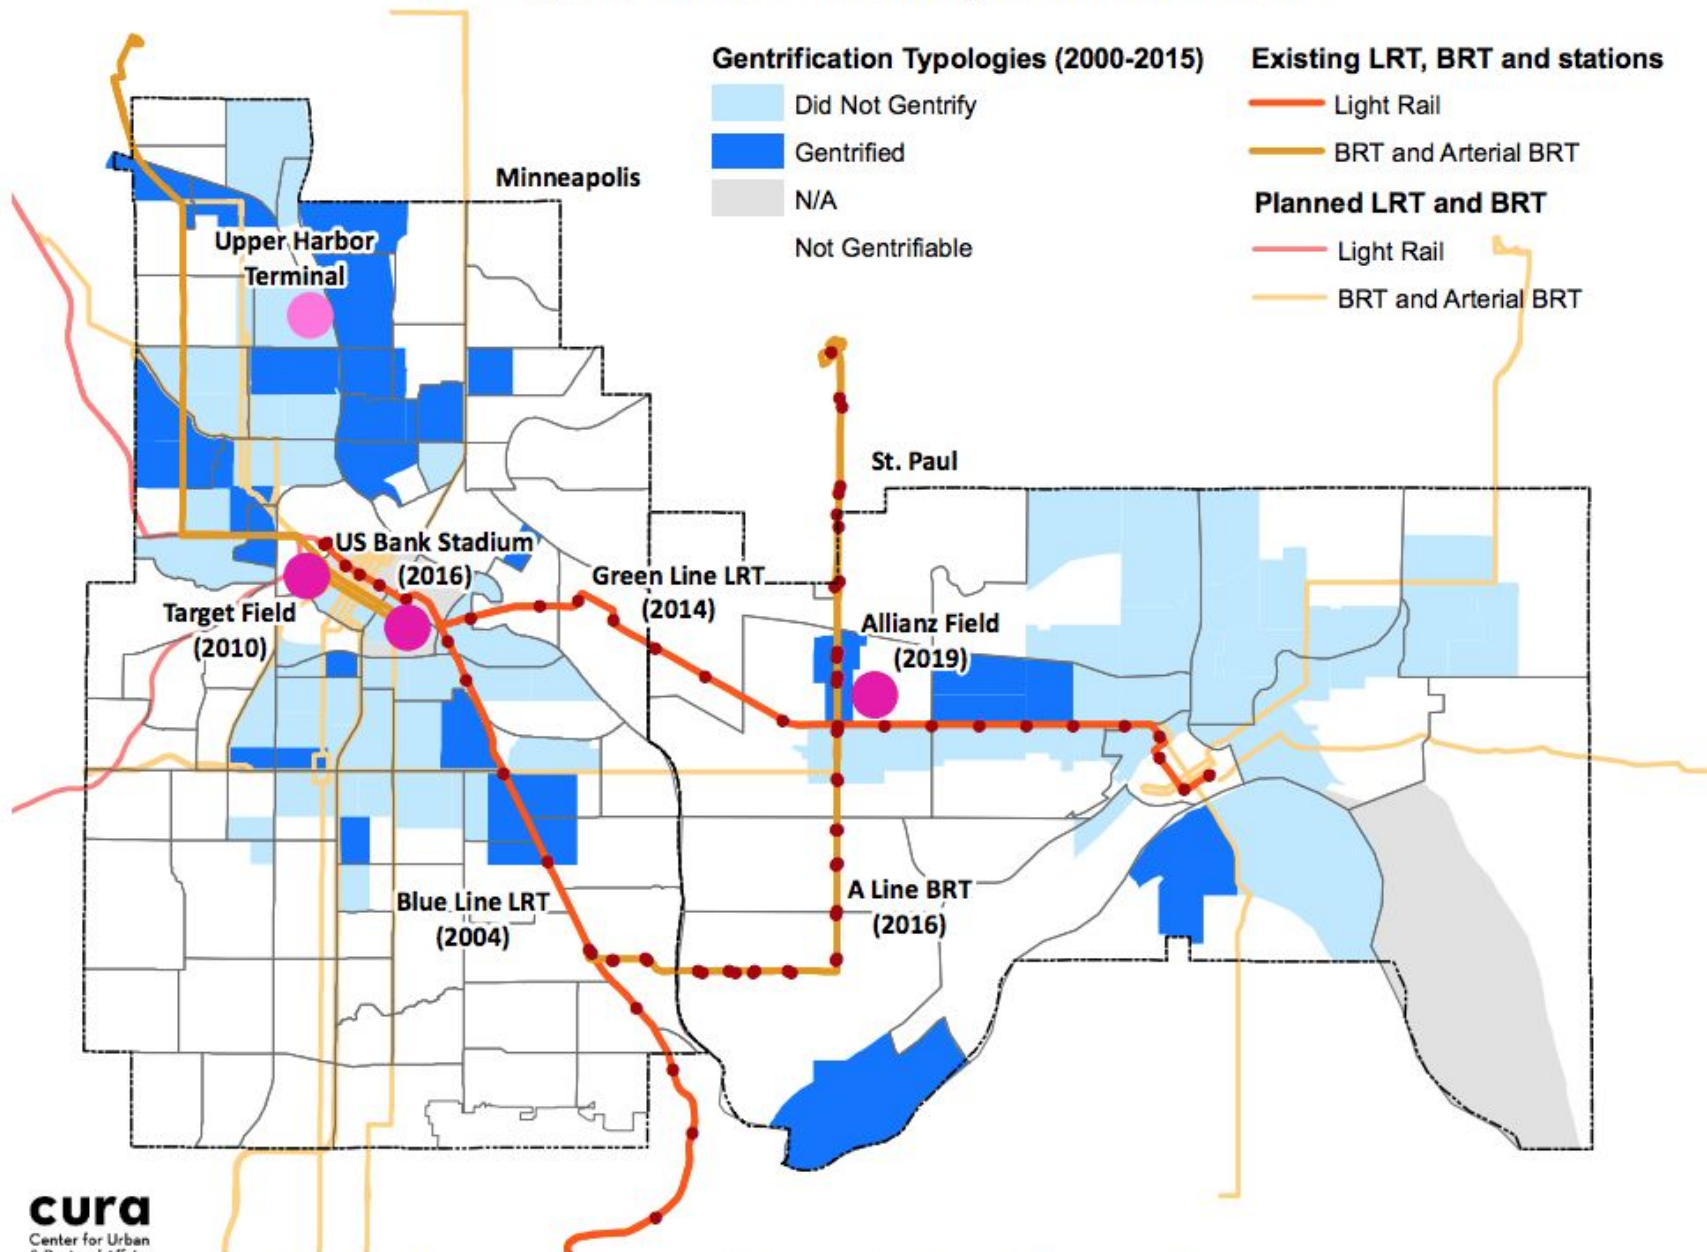 Gentrification Typologies (2000-2015)
Did Not Gentrify
Gentrified
N/A
Not Gentrifiable
Existing LRT, BRT and stations
Light Rail
BRT and Arterial BRT
Planned LRT and BRT
Light Rail
BRT and Arterial BRT
Minneapolis
Upper Harbor
Terminal
St. Paul
US Bank Stadium
(2016)
Green Line LRT
(2014)
Target Field
(2010)
Allianz Field
(2019)
Blue Line LRT
(2004)
A Line BRT
(2016)
cura
Center for Urban